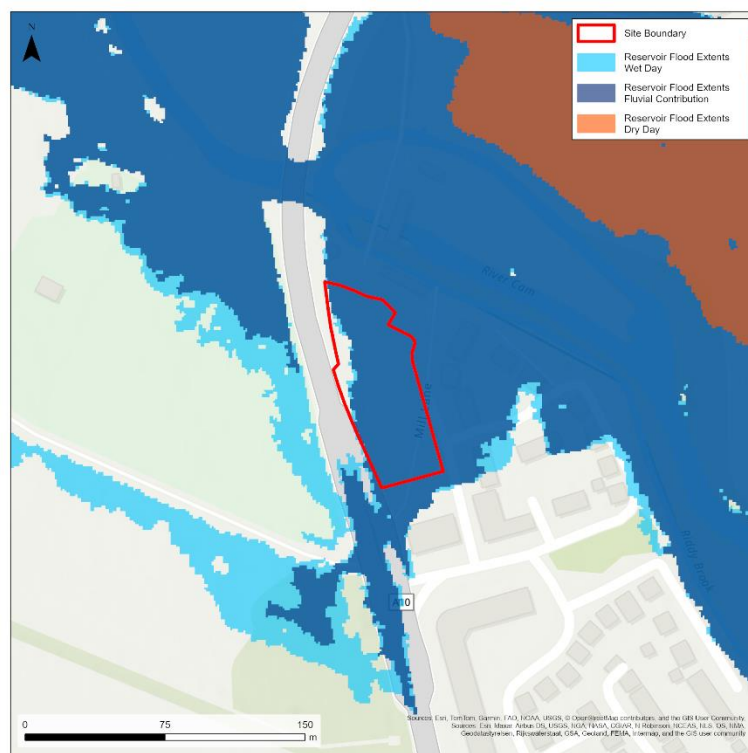 N
Site Boundary
Reservoir Flood Extents
Wet Day
Reservoir Flood Extents
Fluvial Contribution
Reservoir Flood Extents
Dry Day
River Cam
Mill Lane
Riddy Brook
A10
0 75 150
m
Sources: Esri, TomTom, Garmin, FAO, NOAA, USGS, © OpenStreetMap contributors, and the GIS User Community,
Sources: Esri, Maxar, Airbus DS, USGS, NGA, NASA, CGIAR, N Robinson, NCEAS, NLS, OS, NMA,
Geodatastyrelsen, Rijkswaterstaat, GSA, Geoland, FEMA, Intermap, and the GIS user community